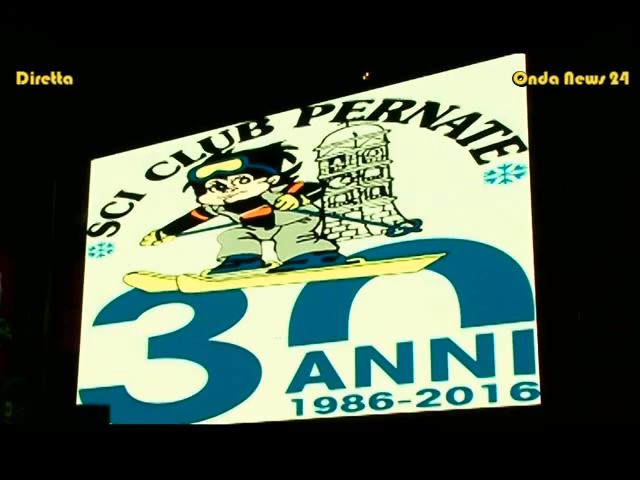 Diretta
Onda News 24
SCI CLUB PERNATE
30
ANNI
1986-2016